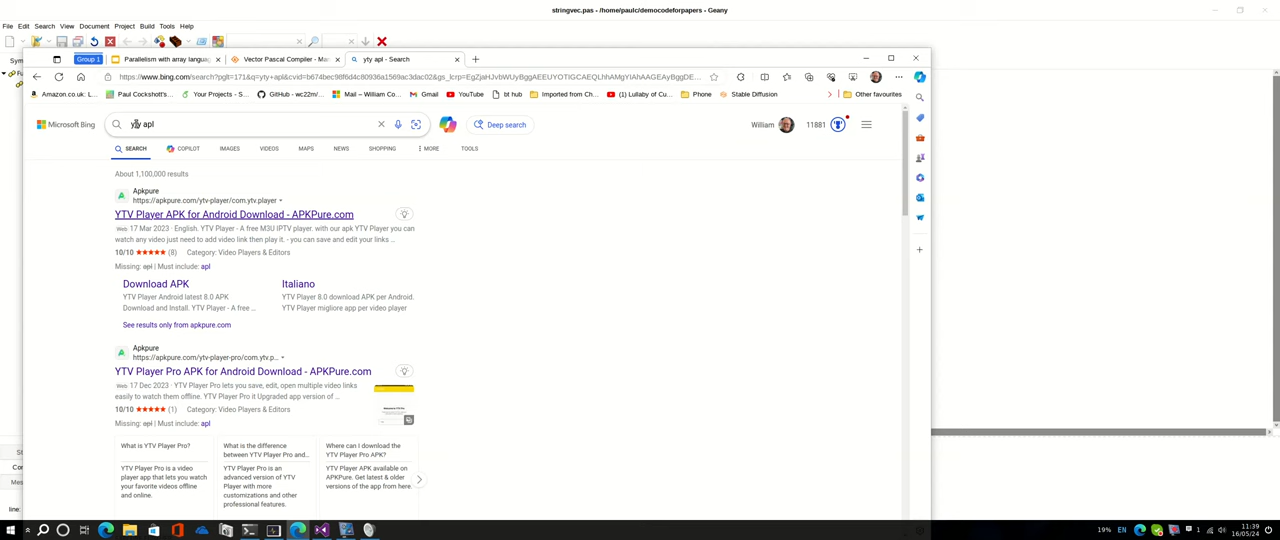 stringvec.pas - /home/paulc/democodeforpapers - Geany
File Edit Search View Document Project Build Tools Help
Group 1
Parallelism with array languag
Vector Pascal Compiler - Man
yty apl - Search
https://www.bing.com/search?pglt=171&q=yty+apl&cvid=b674bec98f6d4c80936a1569ac3dac02&gs_lcrp=EgZjaHJvbWUyBggAEEUYOTIGCAEQLhhAMgYIAhAAGEAyBggDE...
Amazon.co.uk: L...
Paul Cockshott's...
Your Projects - S...
GitHub - wc22m/...
Mail – William Co...
Gmail
YouTube
bt hub
Imported from Ch...
(1) Lullaby of Cu...
Phone
Stable Diffusion
Other favourites
Microsoft Bing
apl
Deep search
William
11881
SEARCH
COPILOT
IMAGES
VIDEOS
MAPS
NEWS
SHOPPING
MORE
TOOLS
About 1,100,000 results
Apkpure
https://apkpure.com/ytv-player/com.ytv.player
YTV Player APK for Android Download - APKPure.com
Web 17 Mar 2023 · English. YTV Player - A free M3U IPTV player. with our apk YTV Player you can
watch any video just need to add video link then play it. - you can save and edit your links ...
10/10 ★★★★★ (8) Category: Video Players & Editors
Missing: apl | Must include: apl
Download APK
YTV Player Android latest 8.0 APK
Download and Install. YTV Player - A free ...
Italiano
YTV Player 8.0 download APK per Android.
YTV Player migliore app per video player
See results only from apkpure.com
Apkpure
https://apkpure.com/ytv-player-pro/com.ytv.p...
YTV Player Pro APK for Android Download - APKPure.com
Web 17 Dec 2023 · YTV Player Pro lets you save, edit, open multiple video links
easily to watch them offline. YTV Player Pro it Upgraded app version of ...
10/10 ★★★★★ (1) Category: Video Players & Editors
Missing: apl | Must include: apl
What is YTV Player Pro?
YTV Player Pro is a video
player app that lets you watch
your favorite videos offline
and online.
What is the difference
between YTV Player Pro and...
YTV Player Pro is an
advanced version of YTV
Player with more
customizations and other
professional features.
Where can I download the
YTV Player Pro APK?
YTV Player APK available on
APKPure. Get latest & older
versions of the app from here.
Sym
Fu
St
Con
Mes
line:
19%
EN
1
11:39
16/05/24